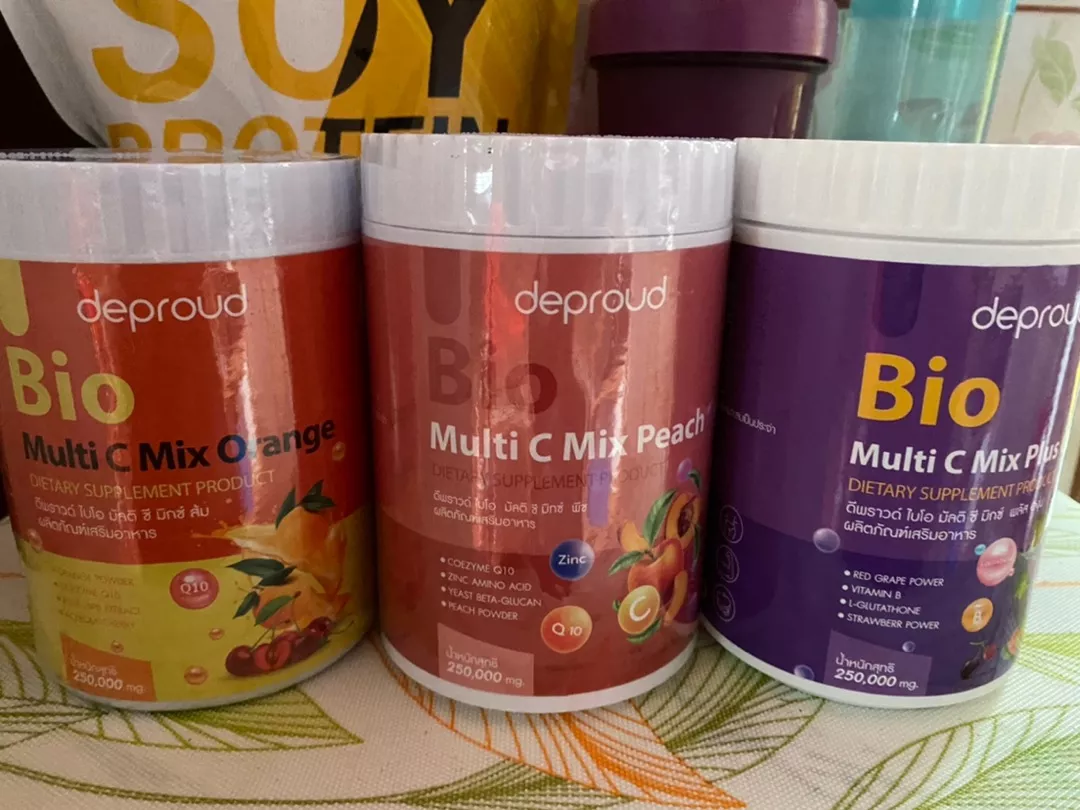 SOY
PROTEIN
deproud
Bio
Multi C Mix Orange
DIETARY SUPPLEMENT PRODUCT
ดีพราวด์ ไบโอ มัลติ ซี มิกซ์ ส้ม
ผลิตภัณฑ์เสริมอาหาร
POWDER
Q10
EXTRACT
CHERRY
Q10
น้ำหนักสุทธิ
250,000 mg.
deproud
Bio
Multi C Mix Peach
DIETARY SUPPLEMENT PRODUCT
ดีพราวด์ ไบโอ มัลติ ซี มิกซ์ พีช
ผลิตภัณฑ์เสริมอาหาร
• COEZYME Q10
• ZINC AMINO ACID
• YEAST BETA-GLUCAN
• PEACH POWDER
Zinc
C
Q 10
น้ำหนักสุทธิ
250,000 mg.
deprou
Bio
Multi C Mix Plus
DIETARY SUPPLEMENT PRODUC
ดีพราวด์ ไบโอ มัลติ ซี มิกซ์ พลัส
ผลิตภัณฑ์เสริมอาหาร
• RED GRAPE POWER
• VITAMIN B
• L-GLUTATHONE
• STRAWBERR POWER
B
น้ำหนักสุทธิ
250,000 mg.